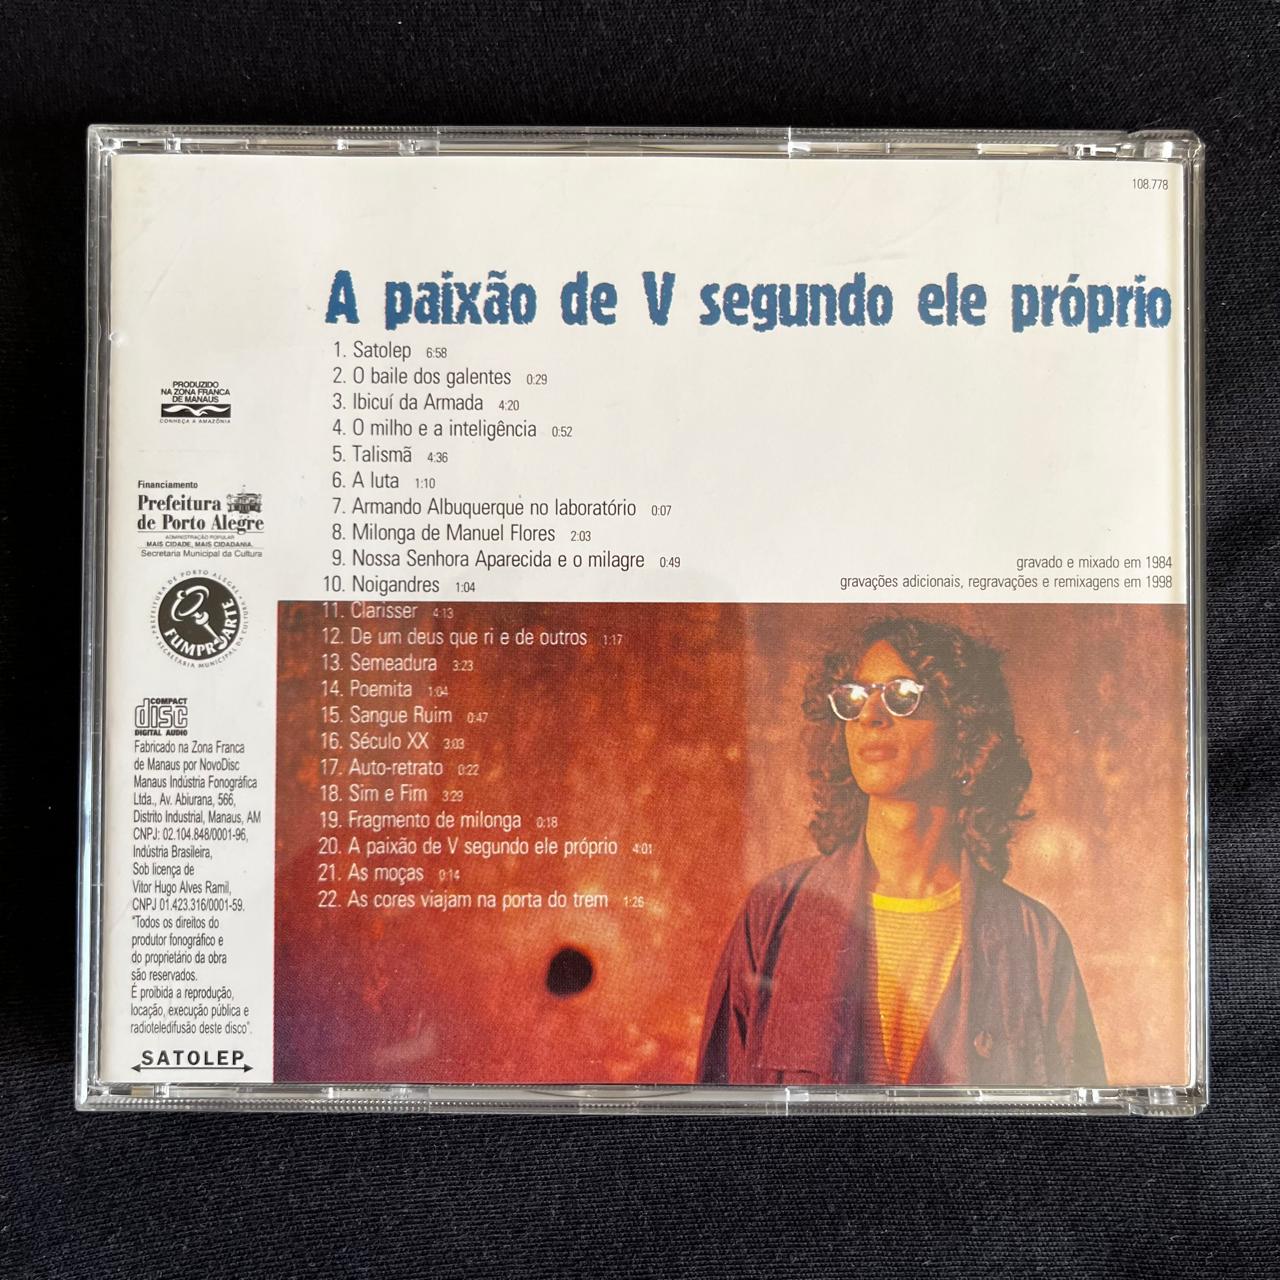 108.778
A paixão de V segundo ele próprio
1. Satolep 6:58
2. O baile dos galentes 0:29
3. Ibicuí da Armada 4:20
4. O milho e a inteligência 0:52
5. Talismã 4:36
6. A luta 1:10
7. Armando Albuquerque no laboratório 0:07
8. Milonga de Manuel Flores 2:03
9. Nossa Senhora Aparecida e o milagre 0:49
10. Noigandres 1:04
11. Clarisser 4:13
12. De um deus que ri e de outros 1:17
13. Semeadura 3:23
14. Poemita 1:04
15. Sangue Ruim 0:47
16. Século XX 3:03
17. Auto-retrato 0:22
18. Sim e Fim 3:29
19. Fragmento de milonga 0:18
20. A paixão de V segundo ele próprio 4:01
21. As moças 0:14
22. As cores viajam na porta do trem 1:26
gravado e mixado em 1984
gravações adicionais, regravações e remixagens em 1998
PRODUZIDO
NA ZONA FRANCA
DE MANAUS
CONHEÇA A AMAZÔNIA
Financiamento
Prefeitura
de Porto Alegre
ADMINISTRAÇÃO POPULAR
MAIS CIDADE, MAIS CIDADANIA.
Secretaria Municipal da Cultura
PREFEITURA DE PORTO ALEGRE
FUMPROARTE
SECRETARIA MUNICIPAL DA CULTURA
COMPACT
disc
DIGITAL AUDIO
Fabricado na Zona Franca
de Manaus por NovoDisc
Manaus Indústria Fonográfica
Ltda., Av. Abiurana, 566,
Distrito Industrial, Manaus, AM
CNPJ: 02.104.848/0001-96,
Indústria Brasileira,
Sob licença de
Vitor Hugo Alves Ramil,
CNPJ 01.423.316/0001-59.
"Todos os direitos do
produtor fonográfico e
do proprietário da obra
são reservados.
É proibida a reprodução,
locação, execução pública e
radioteledifusão deste disco".
SATOLEP